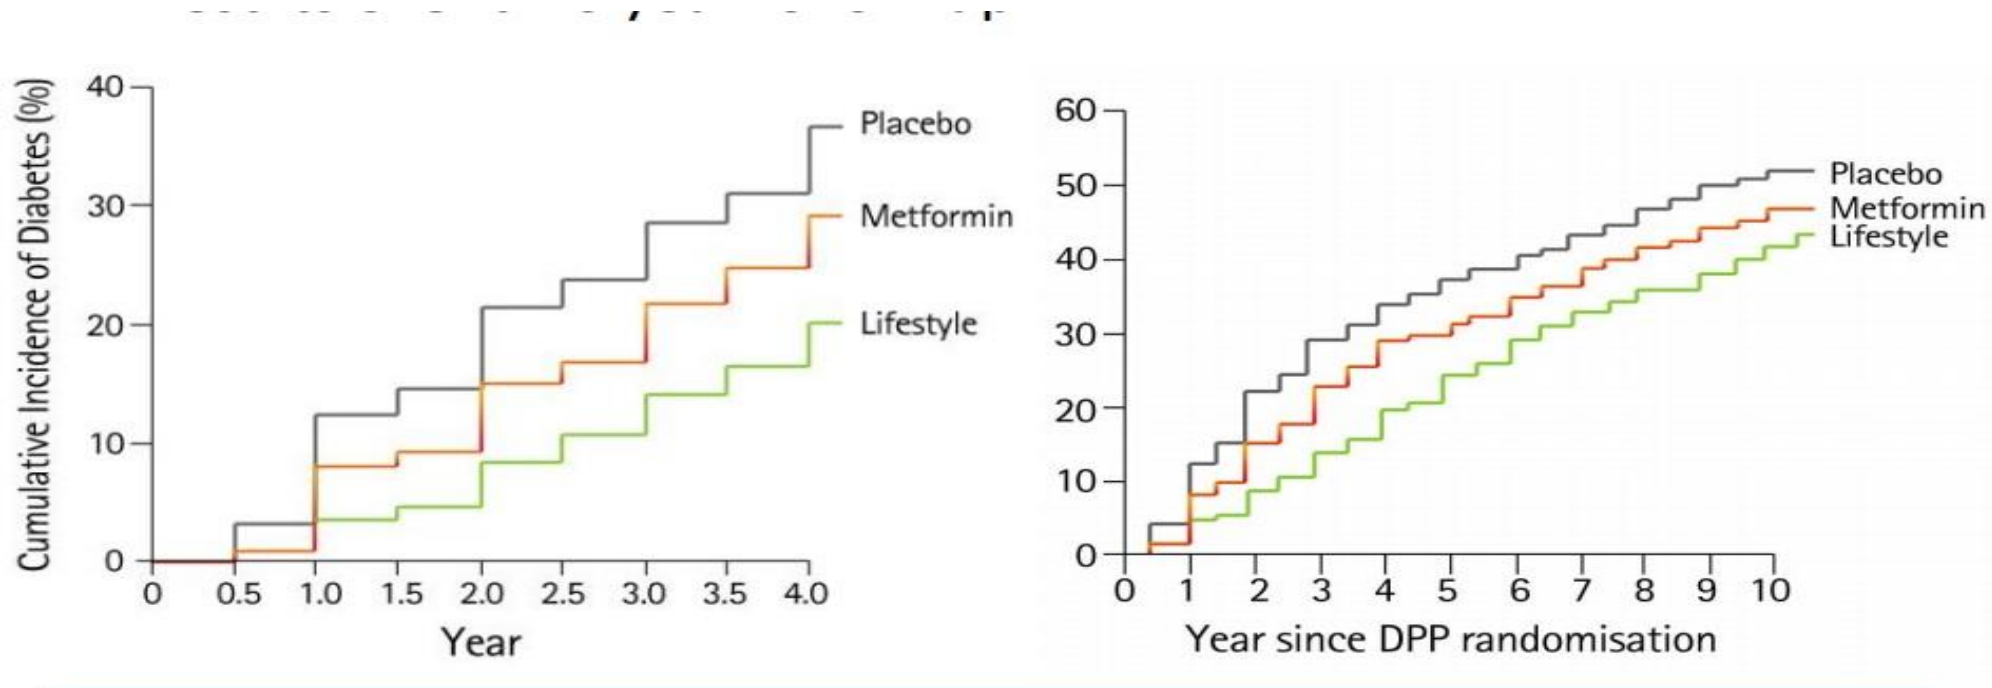 Cumulative Incidence of Diabetes (%)
40
30
20
10
0
0 0.5 1.0 1.5 2.0 2.5 3.0 3.5 4.0
Year
Placebo
Metformin
Lifestyle
60
50
40
30
20
10
0
0 1 2 3 4 5 6 7 8 9 10
Year since DPP randomisation
Placebo
Metformin
Lifestyle